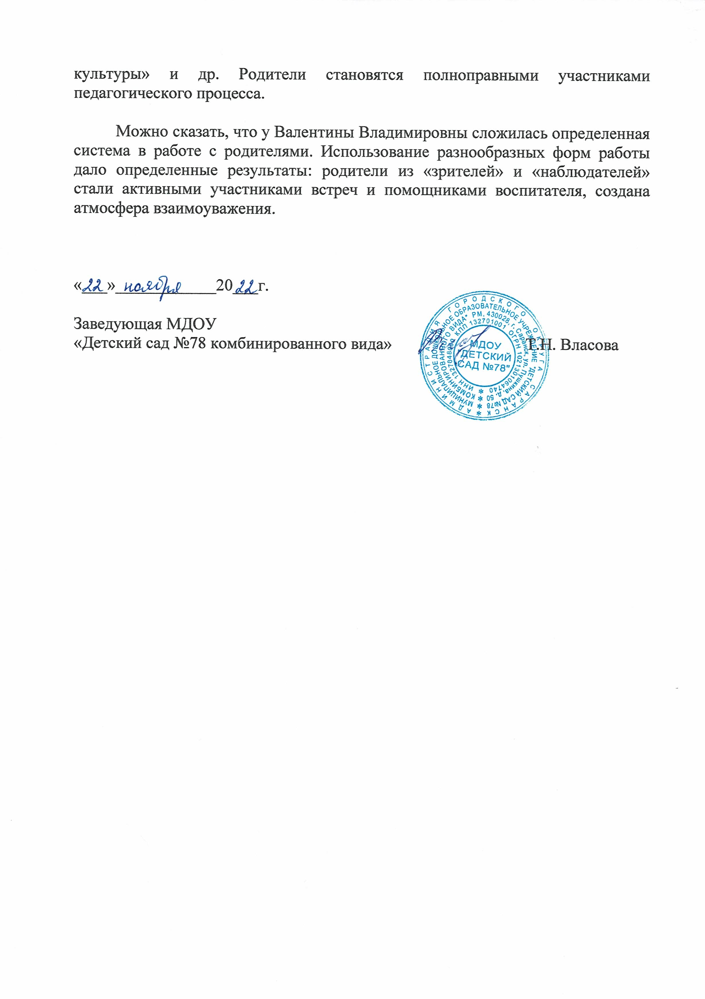 культуры» и др. Родители становятся полноправными участниками
педагогического процесса.
Можно сказать, что у Валентины Владимировны сложилась определенная
система в работе с родителями. Использование разнообразных форм работы
дало определенные результаты: родители из «зрителей» и «наблюдателей»
стали активными участниками встреч и помощниками воспитателя, создана
атмосфера взаимоуважения.
«22» ноября 2022г.
Заведующая МДОУ
«Детский сад №78 комбинированного вида» Т.Н. Власова
АДМИНИСТРАЦИЯ ГОРОДСКОГО ОКРУГА САРАНСК
МУНИЦИПАЛЬНОЕ ДОШКОЛЬНОЕ ОБРАЗОВАТЕЛЬНОЕ УЧРЕЖДЕНИЕ "ДЕТСКИЙ САД №78
КОМБИНИРОВАННОГО ВИДА" РМ, 430028, г. Саранск, ул. Пушкина, д. 50
ИНН КПП 132701001 ОГРН 1021301064740
МДОУ
"ДЕТСКИЙ
САД №78"